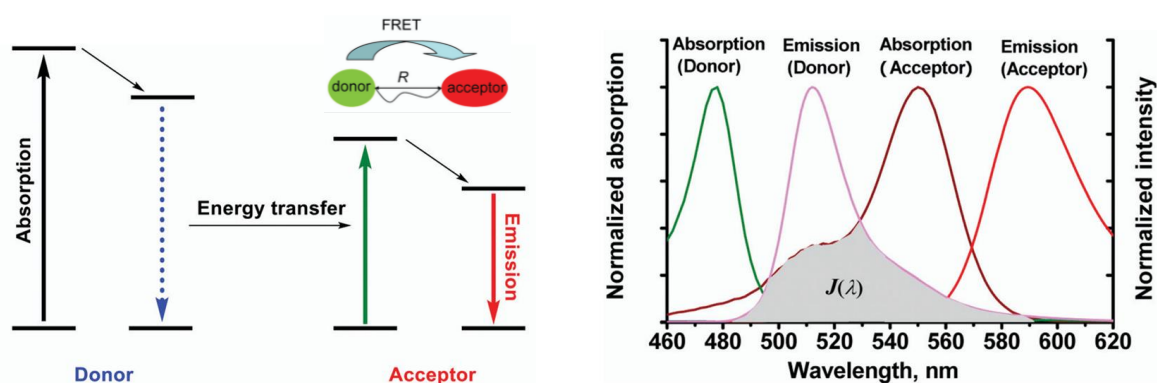 FRET
donor
R
acceptor
Absorption
Energy transfer
Emission
Donor
Acceptor
Absorption
(Donor)
Emission
(Donor)
Absorption
(Acceptor)
Emission
(Acceptor)
Normalized absorption
J(λ)
Normalized intensity
460 480 500 520 540 560 580 600 620
Wavelength, nm